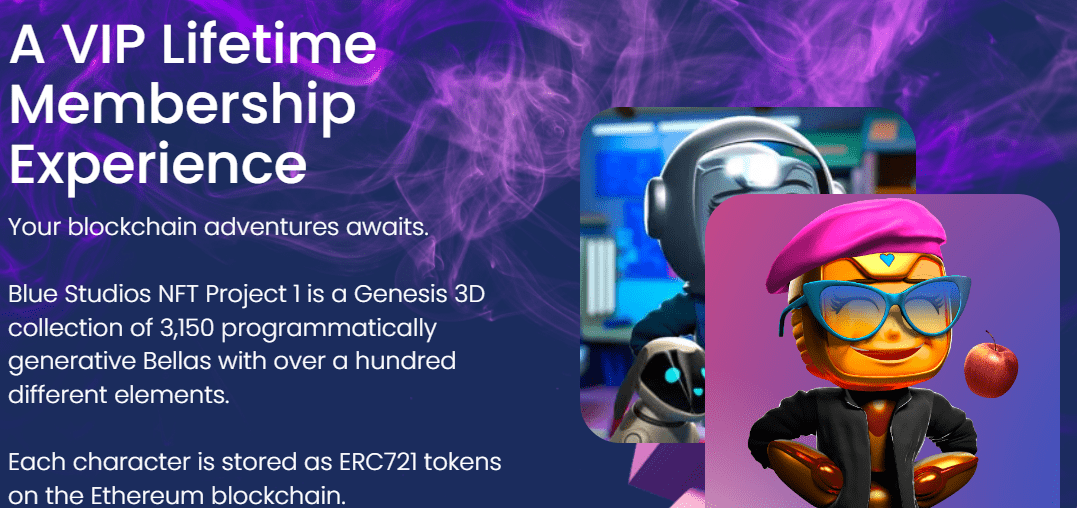 A VIP Lifetime
Membership
Experience
Your blockchain adventures awaits.
Blue Studios NFT Project 1 is a Genesis 3D
collection of 3,150 programmatically
generative Bellas with over a hundred
different elements.
Each character is stored as ERC721 tokens
on the Ethereum blockchain.